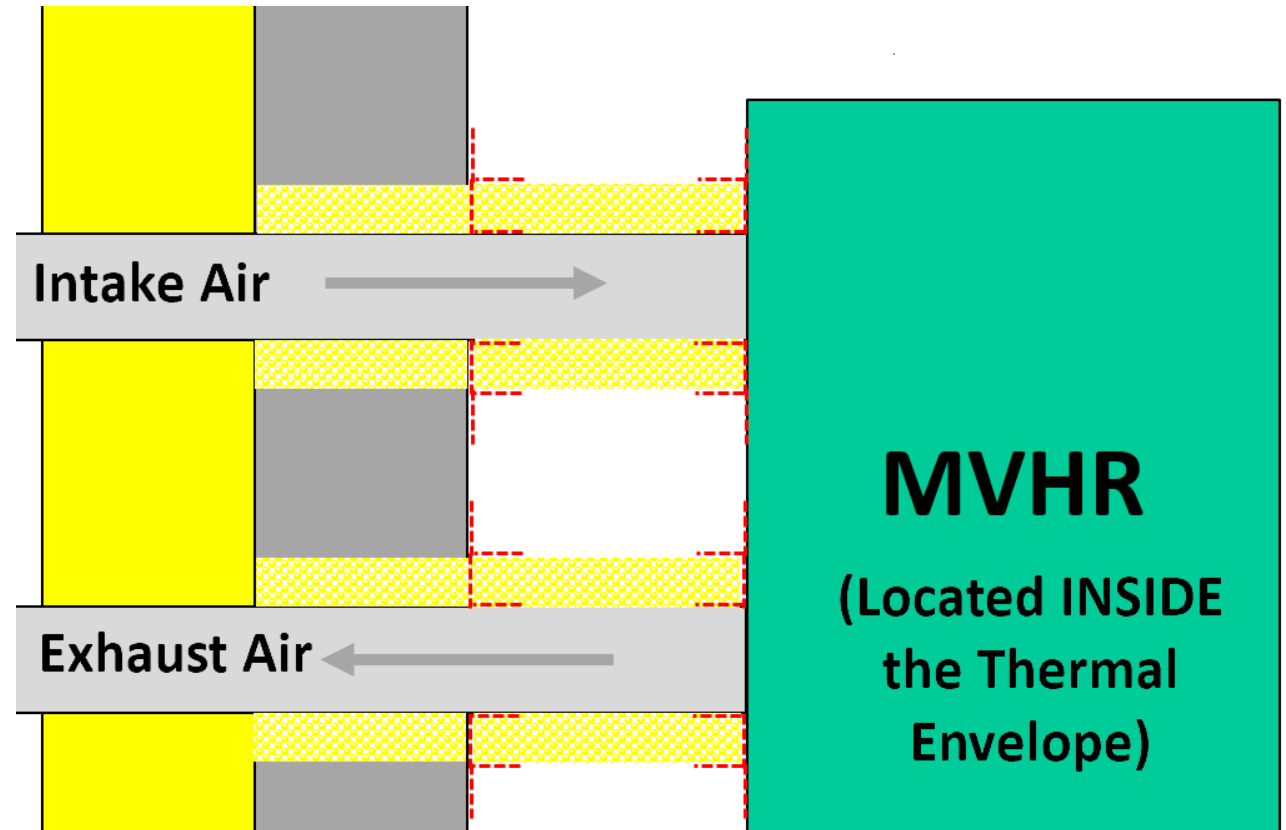 Intake Air
Exhaust Air
MVHR
(Located INSIDE
the Thermal
Envelope)